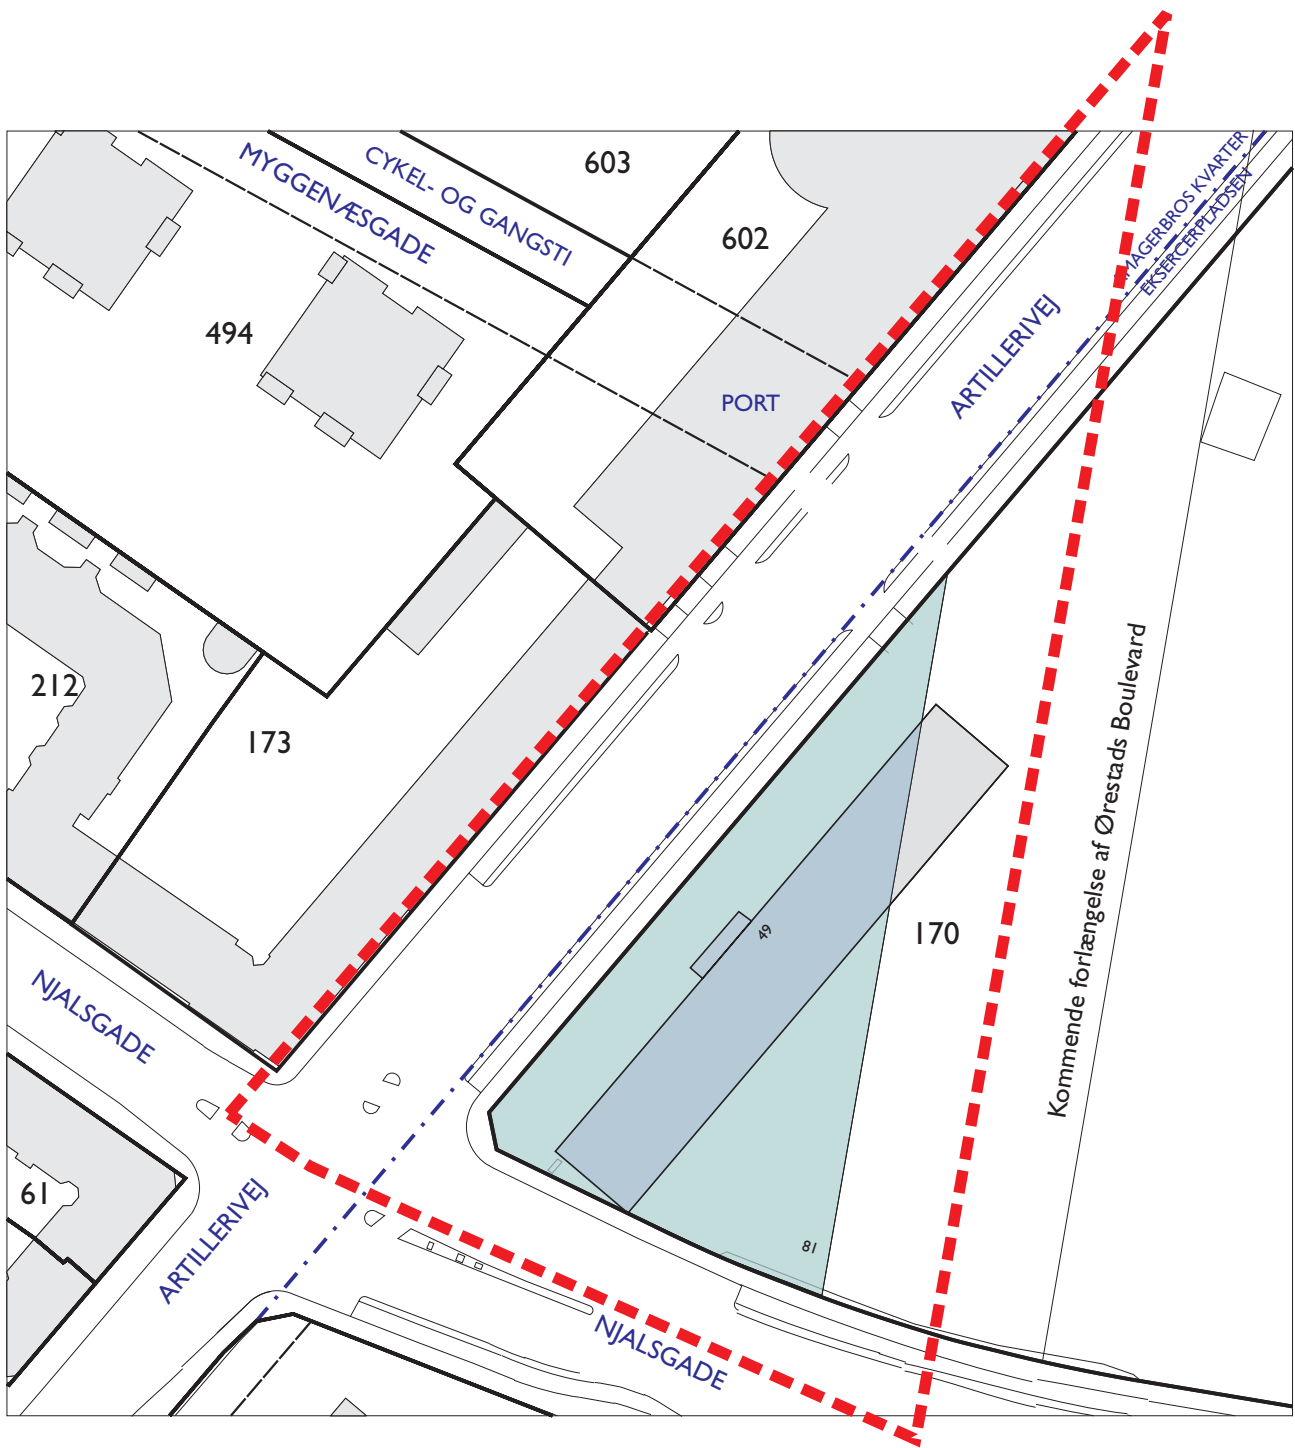 603
CYKEL- OG GANGSTI
MYGGENÆSGADE
602
AMAGERBROS KVARTER
EKSERCERPLADSEN
494
ARTILLERIVEJ
PORT
212
173
Kommende forlængelse af Ørestads Boulevard
49
170
NJALSGADE
61
ARTILLERIVEJ
81
NJALSGADE